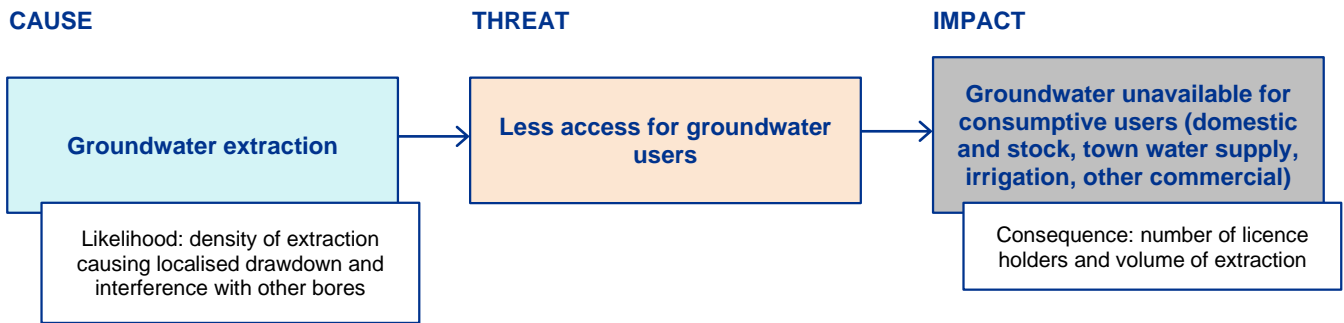 CAUSE
THREAT
IMPACT
Groundwater extraction
Likelihood: density of extraction
causing localised drawdown and
interference with other bores
Less access for groundwater
users
Groundwater unavailable for
consumptive users (domestic
and stock, town water supply,
irrigation, other commercial)
Consequence: number of licence
holders and volume of extraction